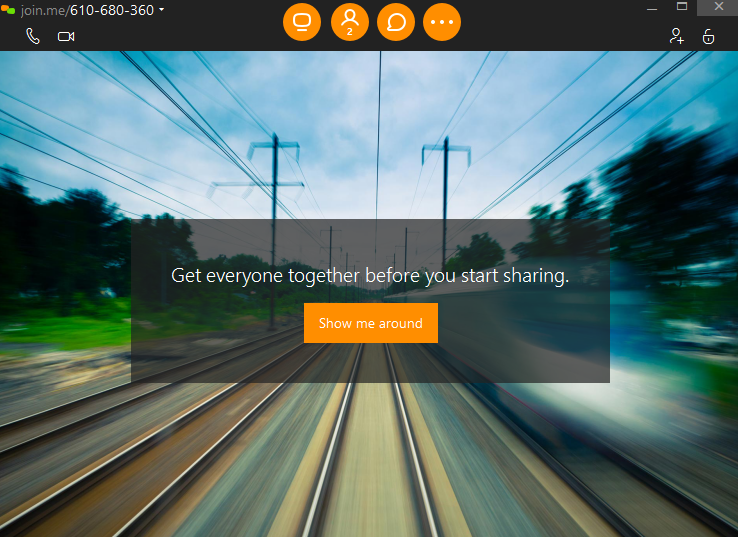 join.me/610-680-360
2
Get everyone together before you start sharing.
Show me around